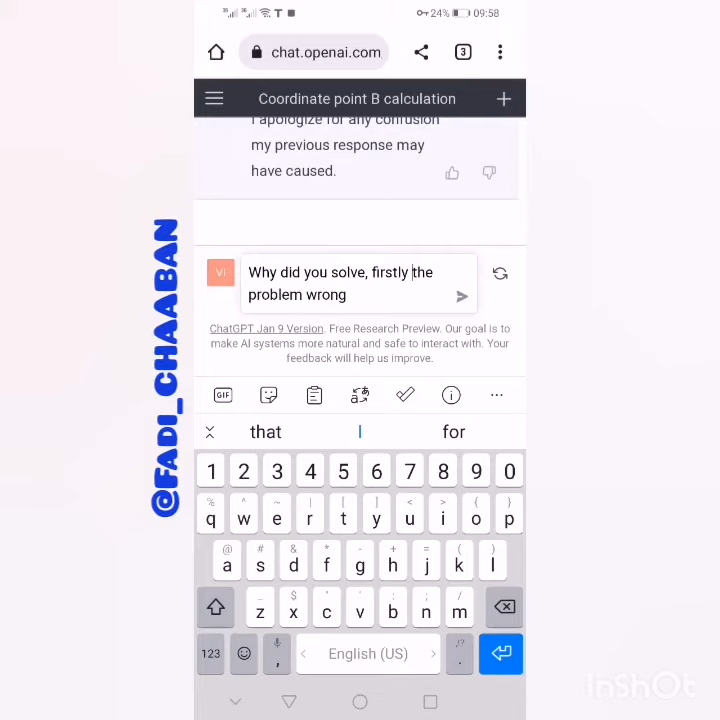 3G 3G T 24% 09:58
chat.openai.com 3
Coordinate point B calculation +
I apologize for any confusion
my previous response may
have caused.
VI
Why did you solve, firstly the
problem wrong
ChatGPT Jan 9 Version. Free Research Preview. Our goal is to
make AI systems more natural and safe to interact with. Your
feedback will help us improve.
GIF
that I for
1 2 3 4 5 6 7 8 9 0
% ^ ~ | [ ] < > { }
q w e r t y u i o p
@ # & * - + = ( )
a s d f g h j k l
_ $ " ' : ; /
z x c v b n m
123 , < English (US) > ,!? .
@FADI_CHAABAN
InShOt